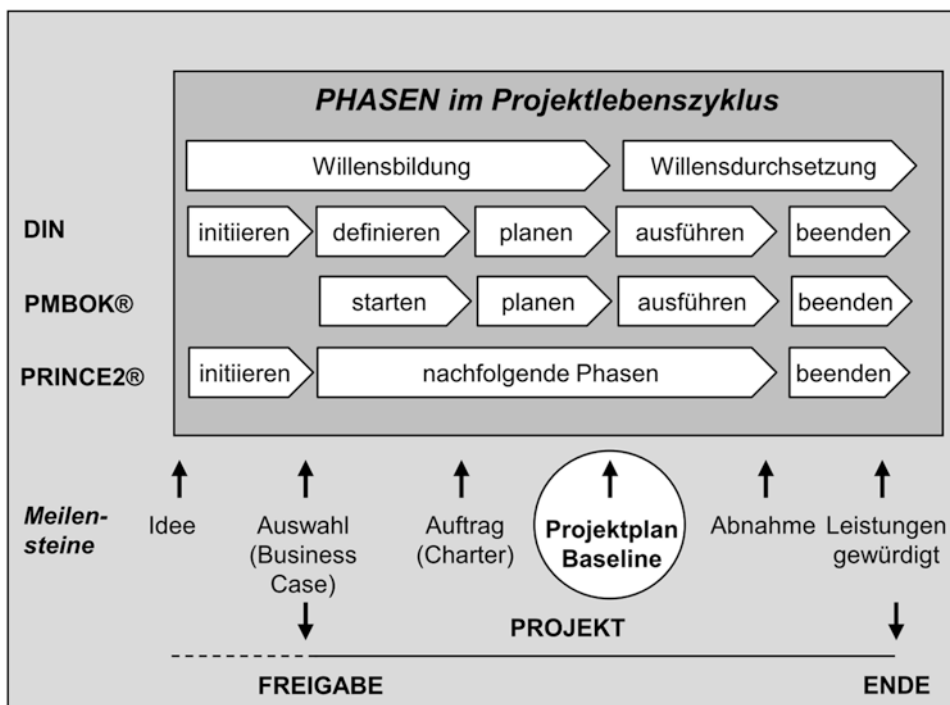 PHASEN im Projektlebenszyklus
Willensbildung Willensdurchsetzung
DIN initiieren definieren planen ausführen beenden
PMBOK® starten planen ausführen beenden
PRINCE2® initiieren nachfolgende Phasen beenden
Meilen-
steine
Idee
Auswahl
(Business
Case)
Auftrag
(Charter)
Projektplan
Baseline
Abnahme
Leistungen
gewürdigt
PROJEKT
FREIGABE ENDE